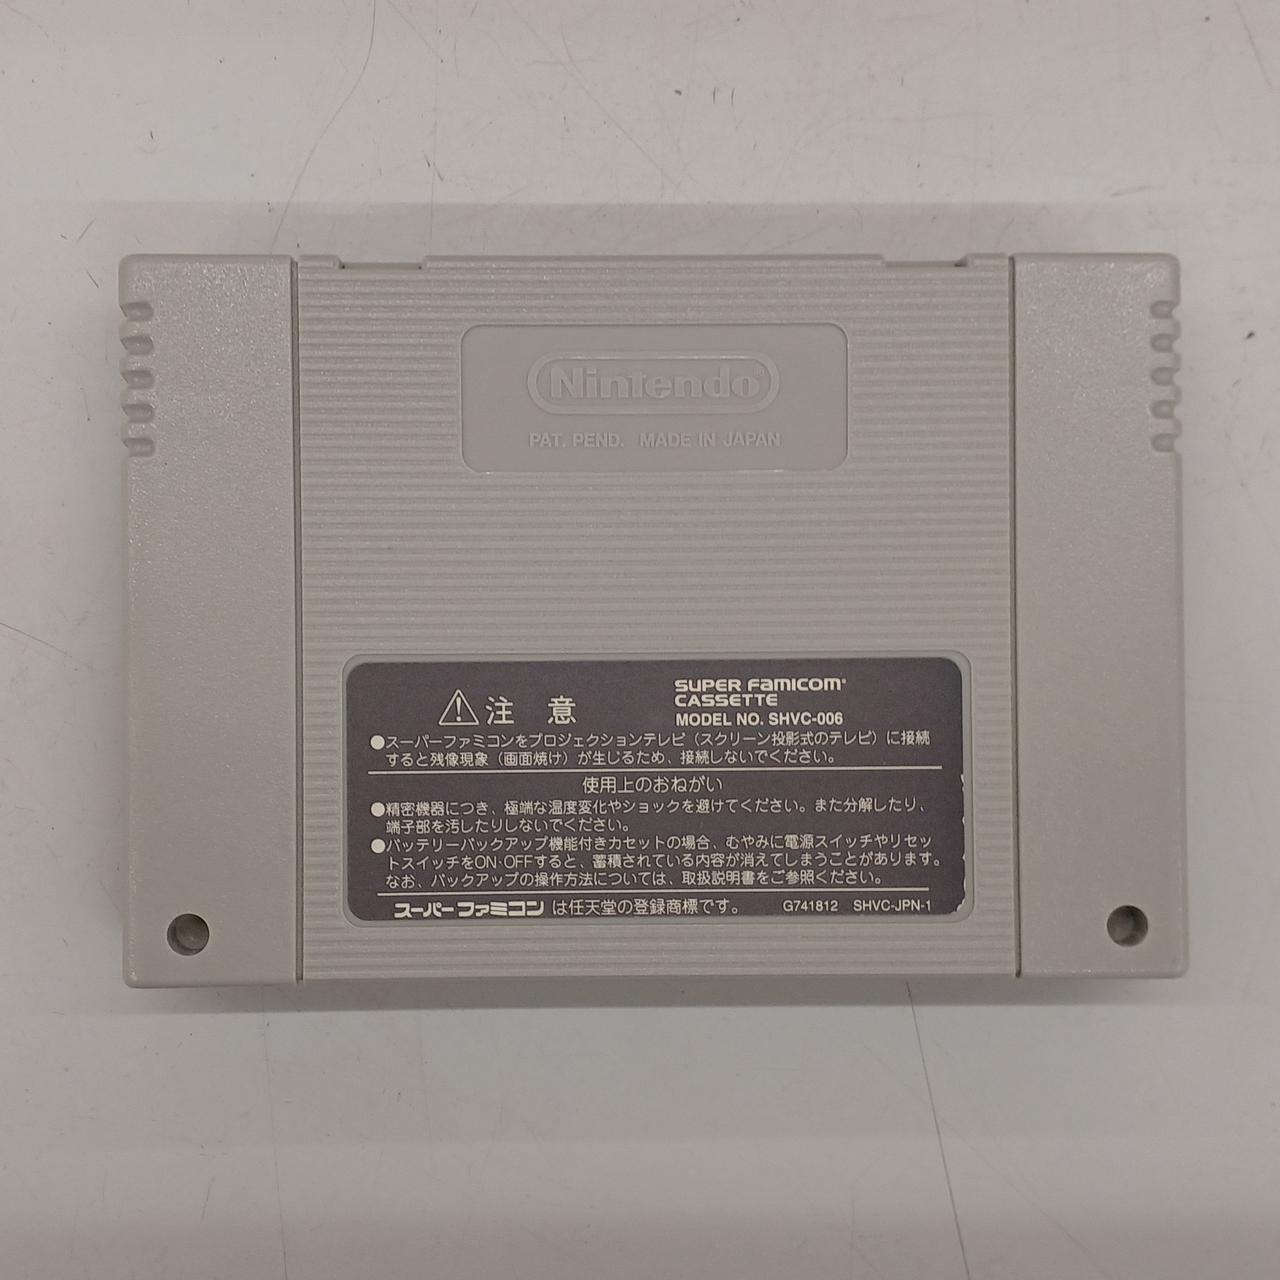 Nintendo
PAT. PEND. MADE IN JAPAN
注意
SUPER FAMICOM
CASSETTE
MODEL NO. SHVC-006
●スーパーファミコンをプロジェクションテレビ（スクリーン投影式のテレビ）に接続
すると残像現象（画面焼け）が生じるため、接続しないでください。
使用上のおねがい
●精密機器につき、極端な温度変化やショックを避けてください。また分解したり、
端子部を汚したりしないでください。
●バッテリーバックアップ機能付きカセットの場合、むやみに電源スイッチやリセッ
トスイッチをON·OFFすると、蓄積されている内容が消えてしまうことがあります。
なお、バックアップの操作方法については、取扱説明書をご参照ください。
スーパーファミコン は任天堂の登録商標です。 G741812 SHVC-JPN-1